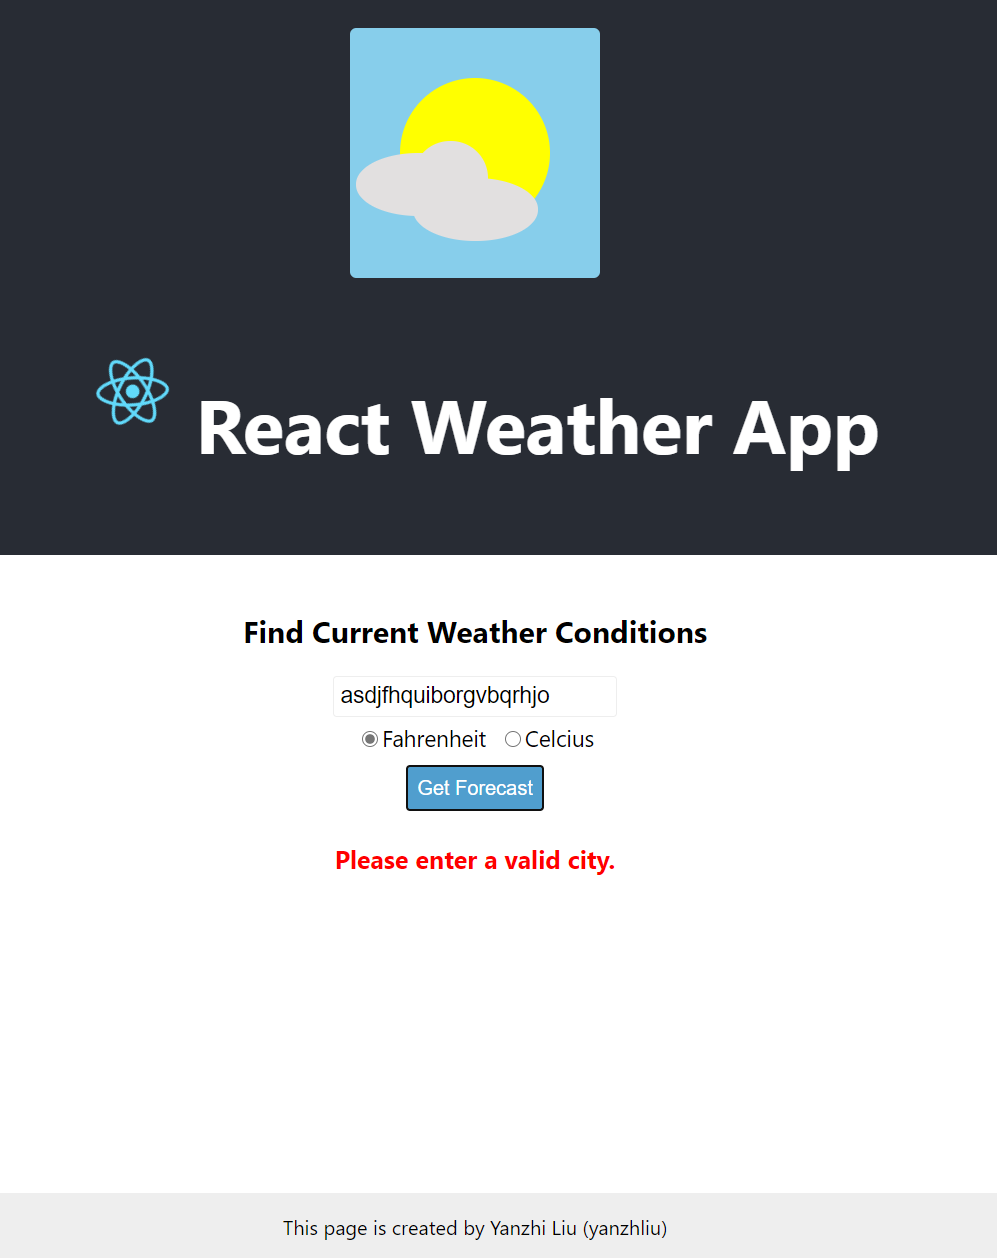 React Weather App
Find Current Weather Conditions
asdjfhquiborgvbqrhjo
Fahrenheit Celcius
Get Forecast
Please enter a valid city.
This page is created by Yanzhi Liu (yanzhliu)